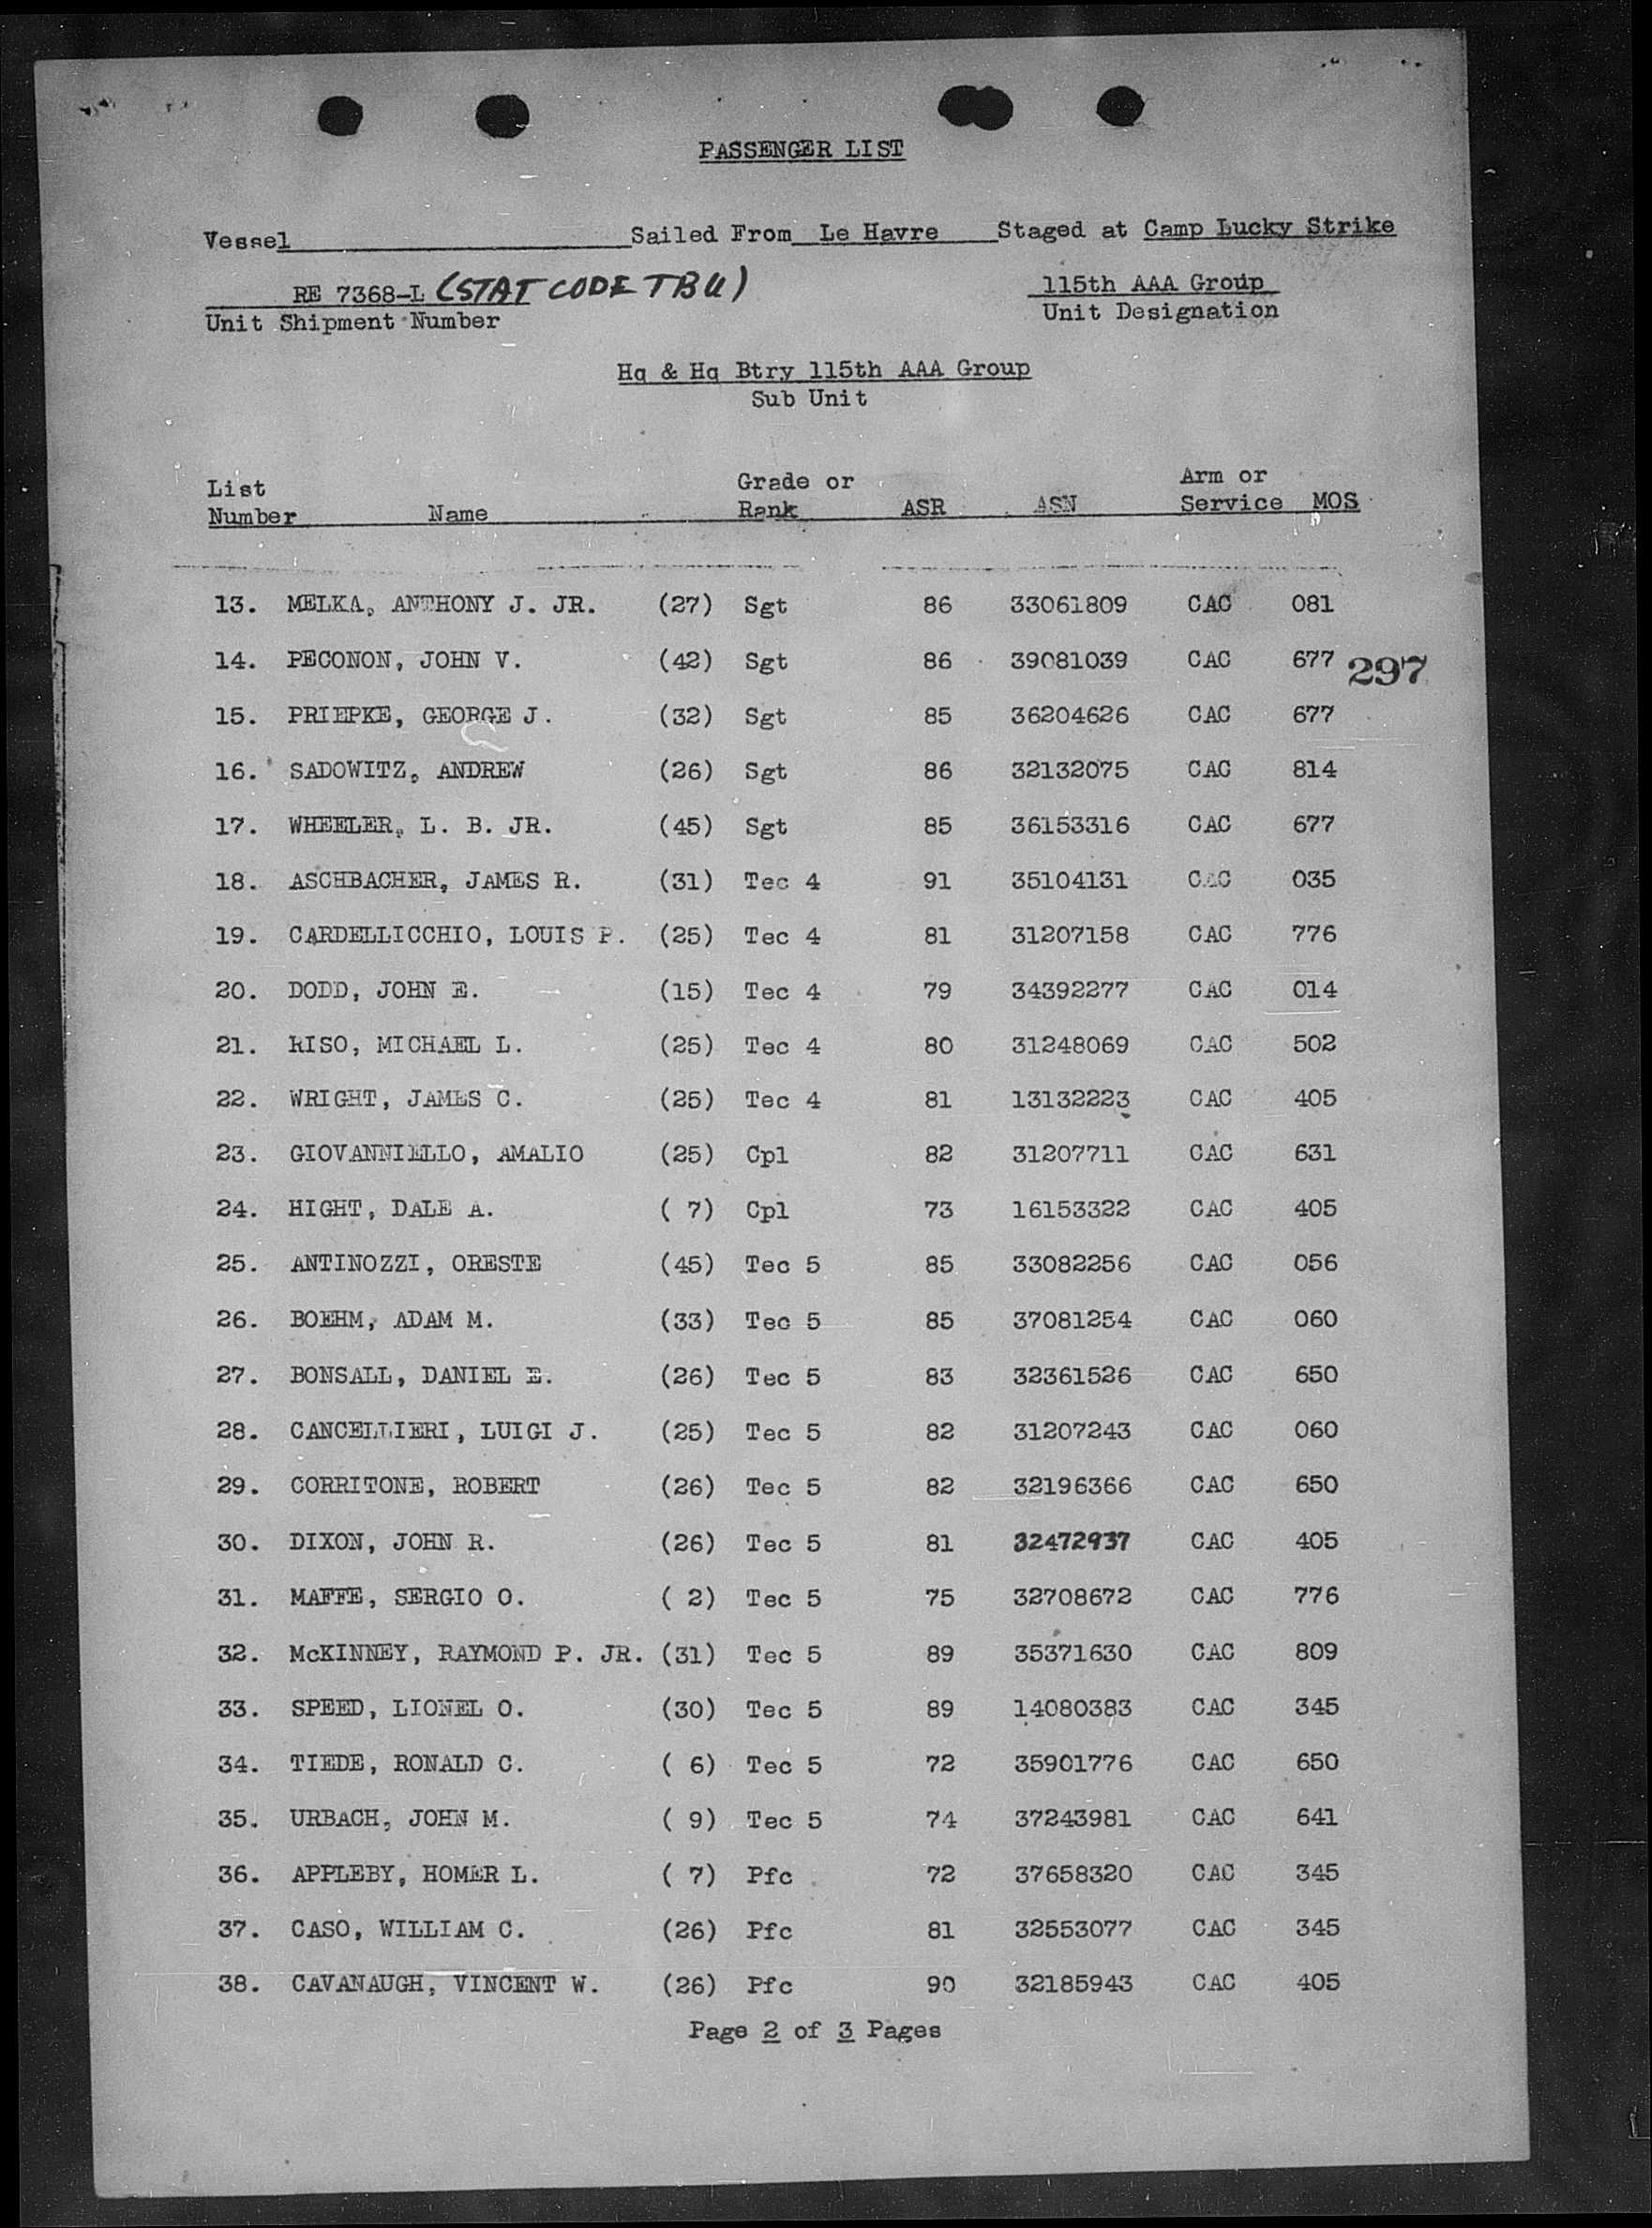 PASSENGER LIST
Vessel Sailed From Le Havre Staged at Camp Lucky Strike
RE 7368-L (STAT CODE TBU) 115th AAA Group
Unit Shipment Number Unit Designation
Hq & Hq Btry 115th AAA Group
Sub Unit
List Grade or Arm or
Number Name Rank ASR ASN Service MOS
13. MELKA, ANTHONY J. JR. (27) Sgt 86 33061809 CAC 081
14. PECONON, JOHN V. (42) Sgt 86 39081039 CAC 677 297
15. PRIEPKE, GEORGE J. (32) Sgt 85 36204626 CAC 677
16. SADOWITZ, ANDREW (26) Sgt 86 32132075 CAC 814
17. WHEELER, L. B. JR. (45) Sgt 85 36153316 CAC 677
18. ASCHBACHER, JAMES R. (31) Tec 4 91 35104131 CAC 035
19. CARDELLICCHIO, LOUIS P. (25) Tec 4 81 31207158 CAC 776
20. DODD, JOHN E. (15) Tec 4 79 34392277 CAC 014
21. RISO, MICHAEL L. (25) Tec 4 80 31248069 CAC 502
22. WRIGHT, JAMES C. (25) Tec 4 81 13132223 CAC 405
23. GIOVANNIELLO, AMALIO (25) Cpl 82 31207711 CAC 631
24. HIGHT, DALE A. ( 7) Cpl 73 16153322 CAC 405
25. ANTINOZZI, ORESTE (45) Tec 5 85 33082256 CAC 056
26. BOEHM, ADAM M. (33) Tec 5 85 37081254 CAC 060
27. BONSALL, DANIEL E. (26) Tec 5 83 32361526 CAC 650
28. CANCELLIERI, LUIGI J. (25) Tec 5 82 31207243 CAC 060
29. CORRITONE, ROBERT (26) Tec 5 82 32196366 CAC 650
30. DIXON, JOHN R. (26) Tec 5 81 32472937 CAC 405
31. MAFFE, SERGIO O. ( 2) Tec 5 75 32708672 CAC 776
32. McKINNEY, RAYMOND P. JR. (31) Tec 5 89 35371630 CAC 809
33. SPEED, LIONEL O. (30) Tec 5 89 14080383 CAC 345
34. TIEDE, RONALD C. ( 6) Tec 5 72 35901776 CAC 650
35. URBACH, JOHN M. ( 9) Tec 5 74 37243981 CAC 641
36. APPLEBY, HOMER L. ( 7) Pfc 72 37658320 CAC 345
37. CASO, WILLIAM C. (26) Pfc 81 32553077 CAC 345
38. CAVANAUGH, VINCENT W. (26) Pfc 90 32185943 CAC 405
Page 2 of 3 Pages